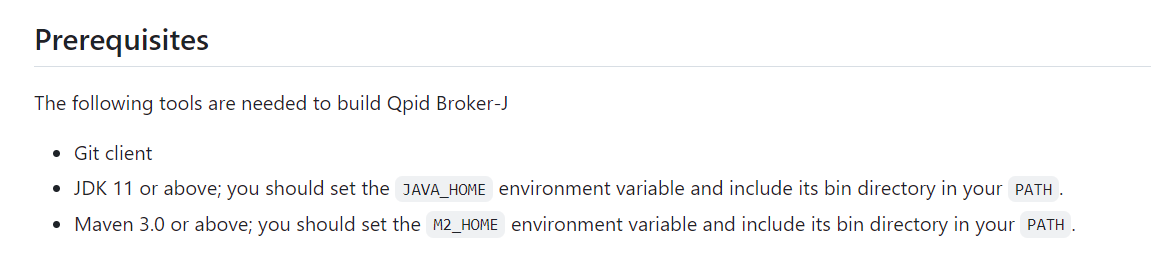 Prerequisites
The following tools are needed to build Qpid Broker-J
• Git client
• JDK 11 or above; you should set the JAVA_HOME environment variable and include its bin directory in your PATH.
• Maven 3.0 or above; you should set the M2_HOME environment variable and include its bin directory in your PATH.